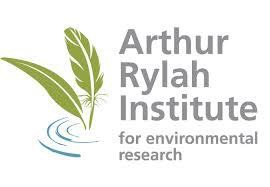 Arthur
Rylah
Institute
for environmental
research